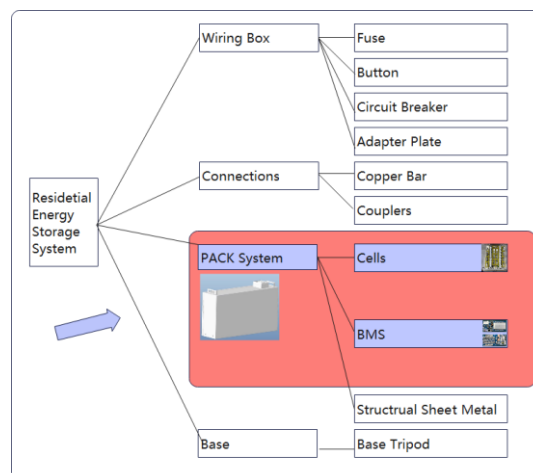 Wiring Box
Fuse
Button
Circuit Breaker
Adapter Plate
Residetial
Energy
Storage
System
Connections
Copper Bar
Couplers
PACK System
Cells
BMS
Structrual Sheet Metal
Base
Base Tripod